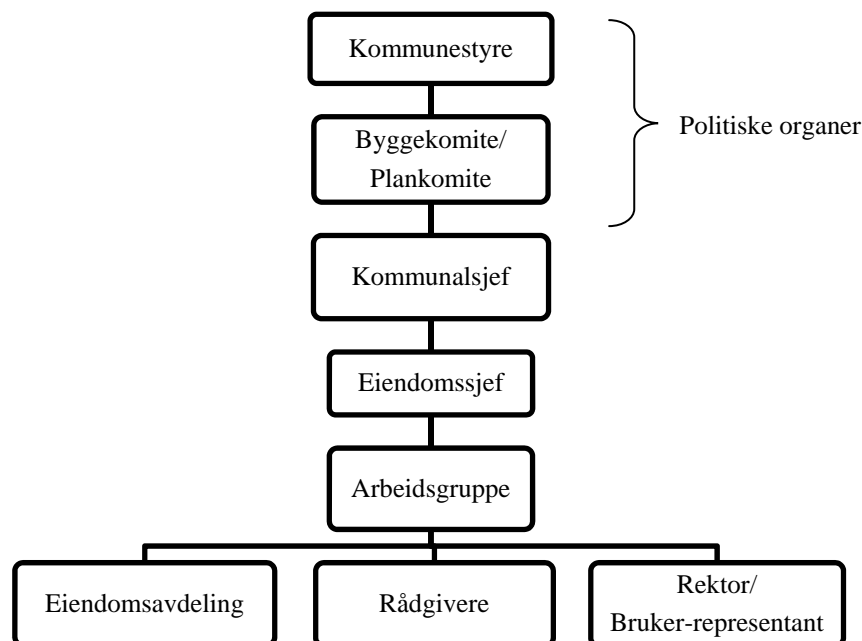 Kommunestyre
Politiske organer
Byggekomite/
Plankomite
Kommunalsjef
Eiendomssjef
Arbeidsgruppe
Eiendomsavdeling
Rådgivere
Rektor/
Bruker-representant